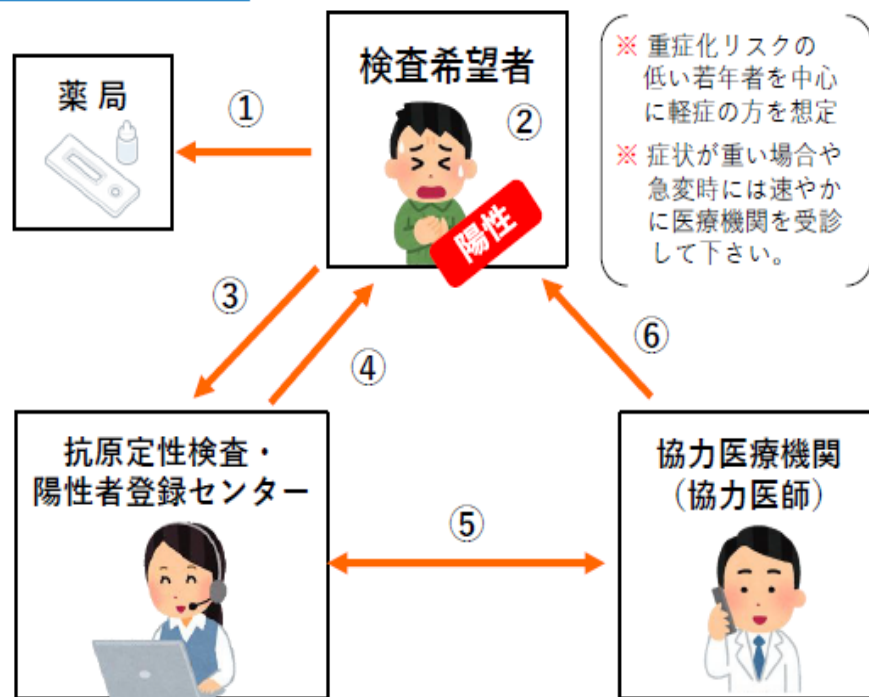 薬 局
①
検査希望者
②
陽性
※ 重症化リスクの
低い若年者を中心
に軽症の方を想定
※ 症状が重い場合や
急変時には速やか
に医療機関を受診
して下さい。
③
④
⑥
抗原定性検査・
陽性者登録センター
⑤
協力医療機関
（協力医師）